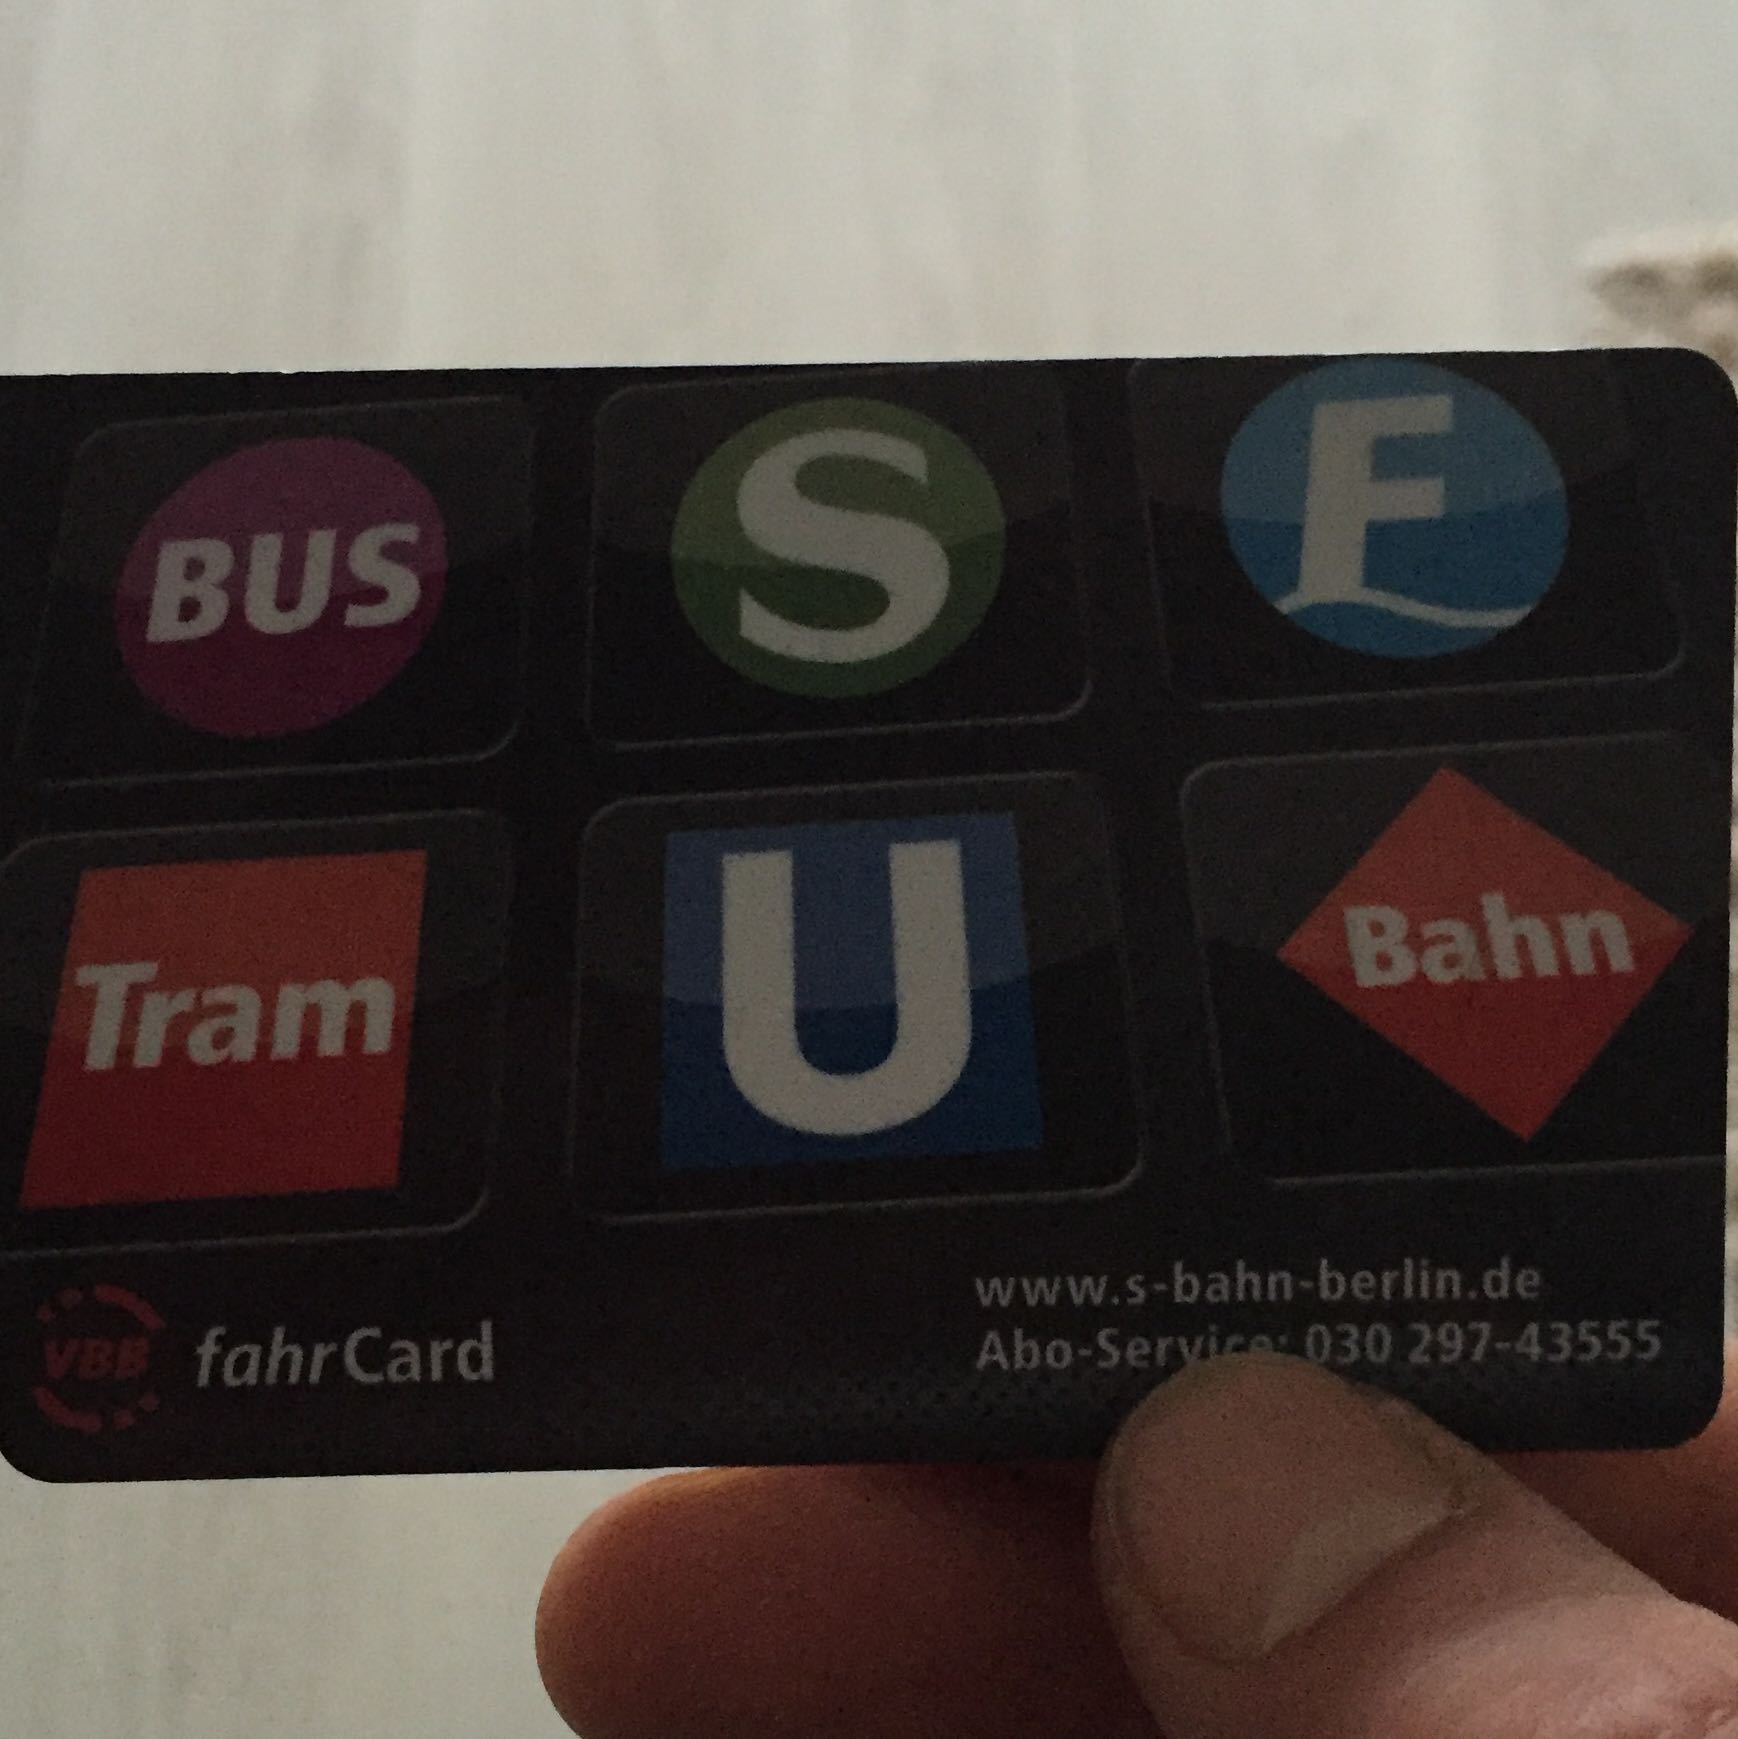 BUS
S
F
Tram
U
Bahn
VBB fahrCard
www.s-bahn-berlin.de
Abo-Service: 030 297-43555